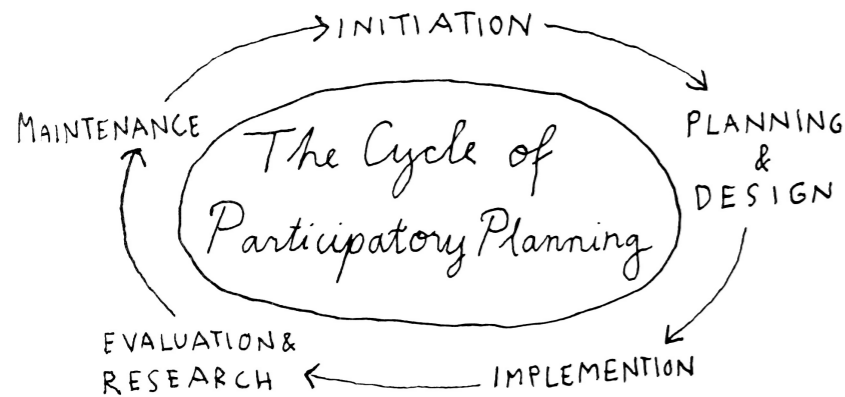 INITIATION
MAINTENANCE
PLANNING
&
DESIGN
The Cycle of
Participatory Planning
EVALUATION &
RESEARCH
IMPLEMENTION